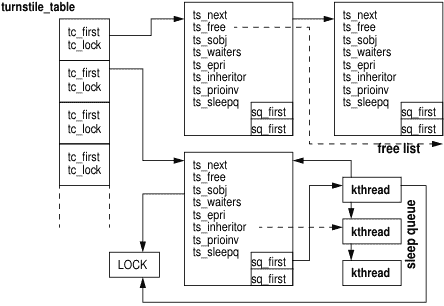 turnstile_table
tc_first
tc_lock
tc_first
tc_lock
tc_first
tc_lock
tc_first
tc_lock
ts_next
ts_free
ts_sobj
ts_waiters
ts_epri
ts_inheritor
ts_prioinv
ts_sleepq
sq_first
sq_first
ts_next
ts_free
ts_sobj
ts_waiters
ts_epri
ts_inheritor
ts_prioinv
ts_sleepq
sq_first
sq_first
free list
ts_next
ts_free
ts_sobj
ts_waiters
ts_epri
ts_inheritor
ts_prioinv
ts_sleepq
sq_first
sq_first
kthread
kthread
kthread
sleep queue
LOCK